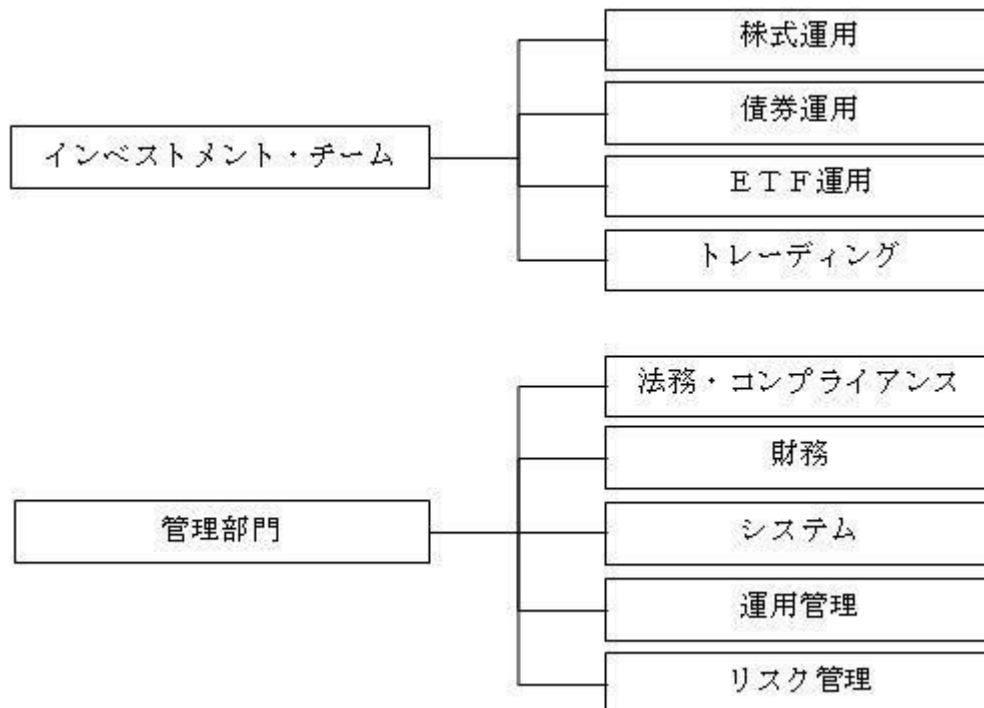 インベストメント・チーム
株式運用
債券運用
ＥＴＦ運用
トレーディング
管理部門
法務・コンプライアンス
財務
システム
運用管理
リスク管理